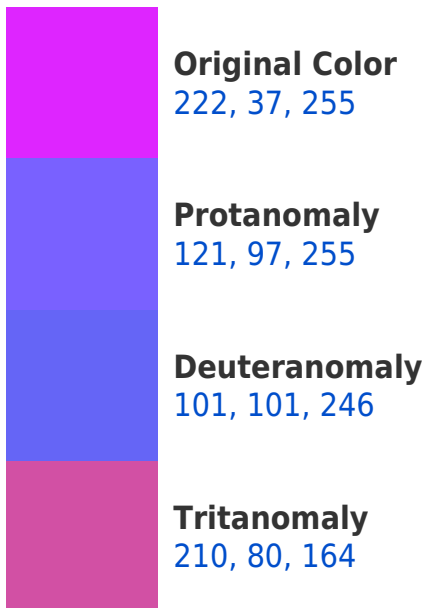 Original Color
222, 37, 255
Protanomaly
121, 97, 255
Deuteranomaly
101, 101, 246
Tritanomaly
210, 80, 164